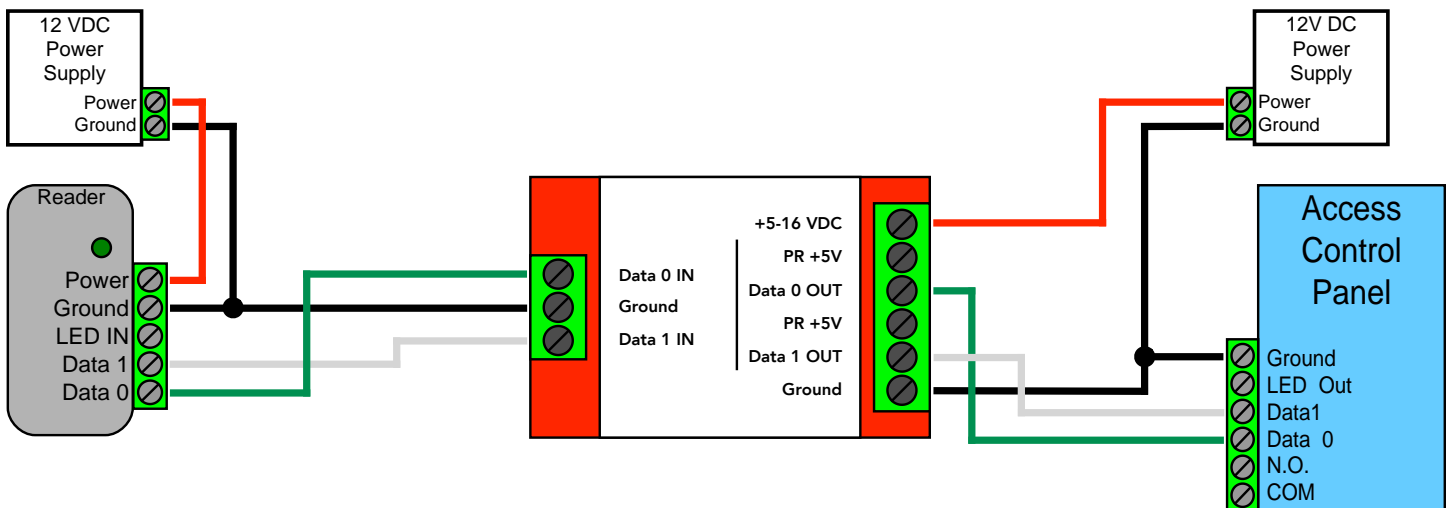 12 VDC
Power
Supply
Power
Ground
Reader
Power
Ground
LED IN
Data 1
Data 0
Data 0 IN
Ground
Data 1 IN
+5-16 VDC
PR +5V
Data 0 OUT
PR +5V
Data 1 OUT
Ground
12V DC
Power
Supply
Power
Ground
Access
Control
Panel
Ground
LED Out
Data1
Data 0
N.O.
COM